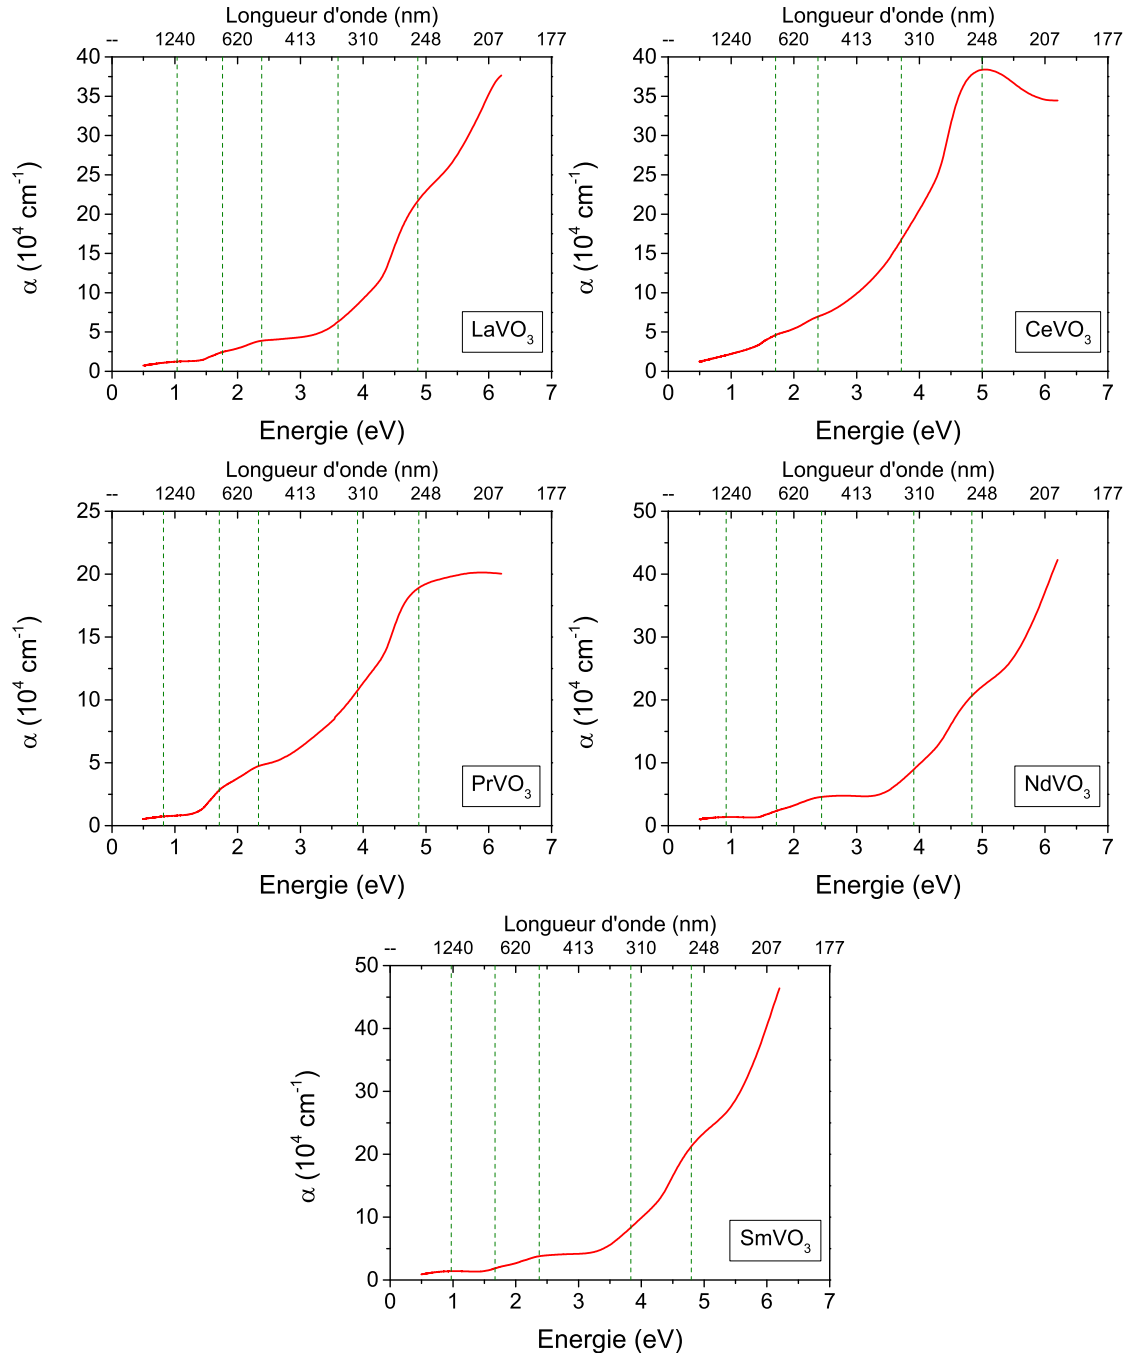 Longueur d'onde (nm)
-- 1240 620 413 310 248 207 177
40
35
30
25
20
15
10
5
0
α (10⁴ cm⁻¹)
LaVO₃
0 1 2 3 4 5 6 7
Energie (eV)
Longueur d'onde (nm)
-- 1240 620 413 310 248 207 177
40
35
30
25
20
15
10
5
0
α (10⁴ cm⁻¹)
CeVO₃
0 1 2 3 4 5 6 7
Energie (eV)
Longueur d'onde (nm)
-- 1240 620 413 310 248 207 177
25
20
15
10
5
0
α (10⁴ cm⁻¹)
PrVO₃
0 1 2 3 4 5 6 7
Energie (eV)
Longueur d'onde (nm)
-- 1240 620 413 310 248 207 177
50
40
30
20
10
0
α (10⁴ cm⁻¹)
NdVO₃
0 1 2 3 4 5 6 7
Energie (eV)
Longueur d'onde (nm)
-- 1240 620 413 310 248 207 177
50
40
30
20
10
0
α (10⁴ cm⁻¹)
SmVO₃
0 1 2 3 4 5 6 7
Energie (eV)